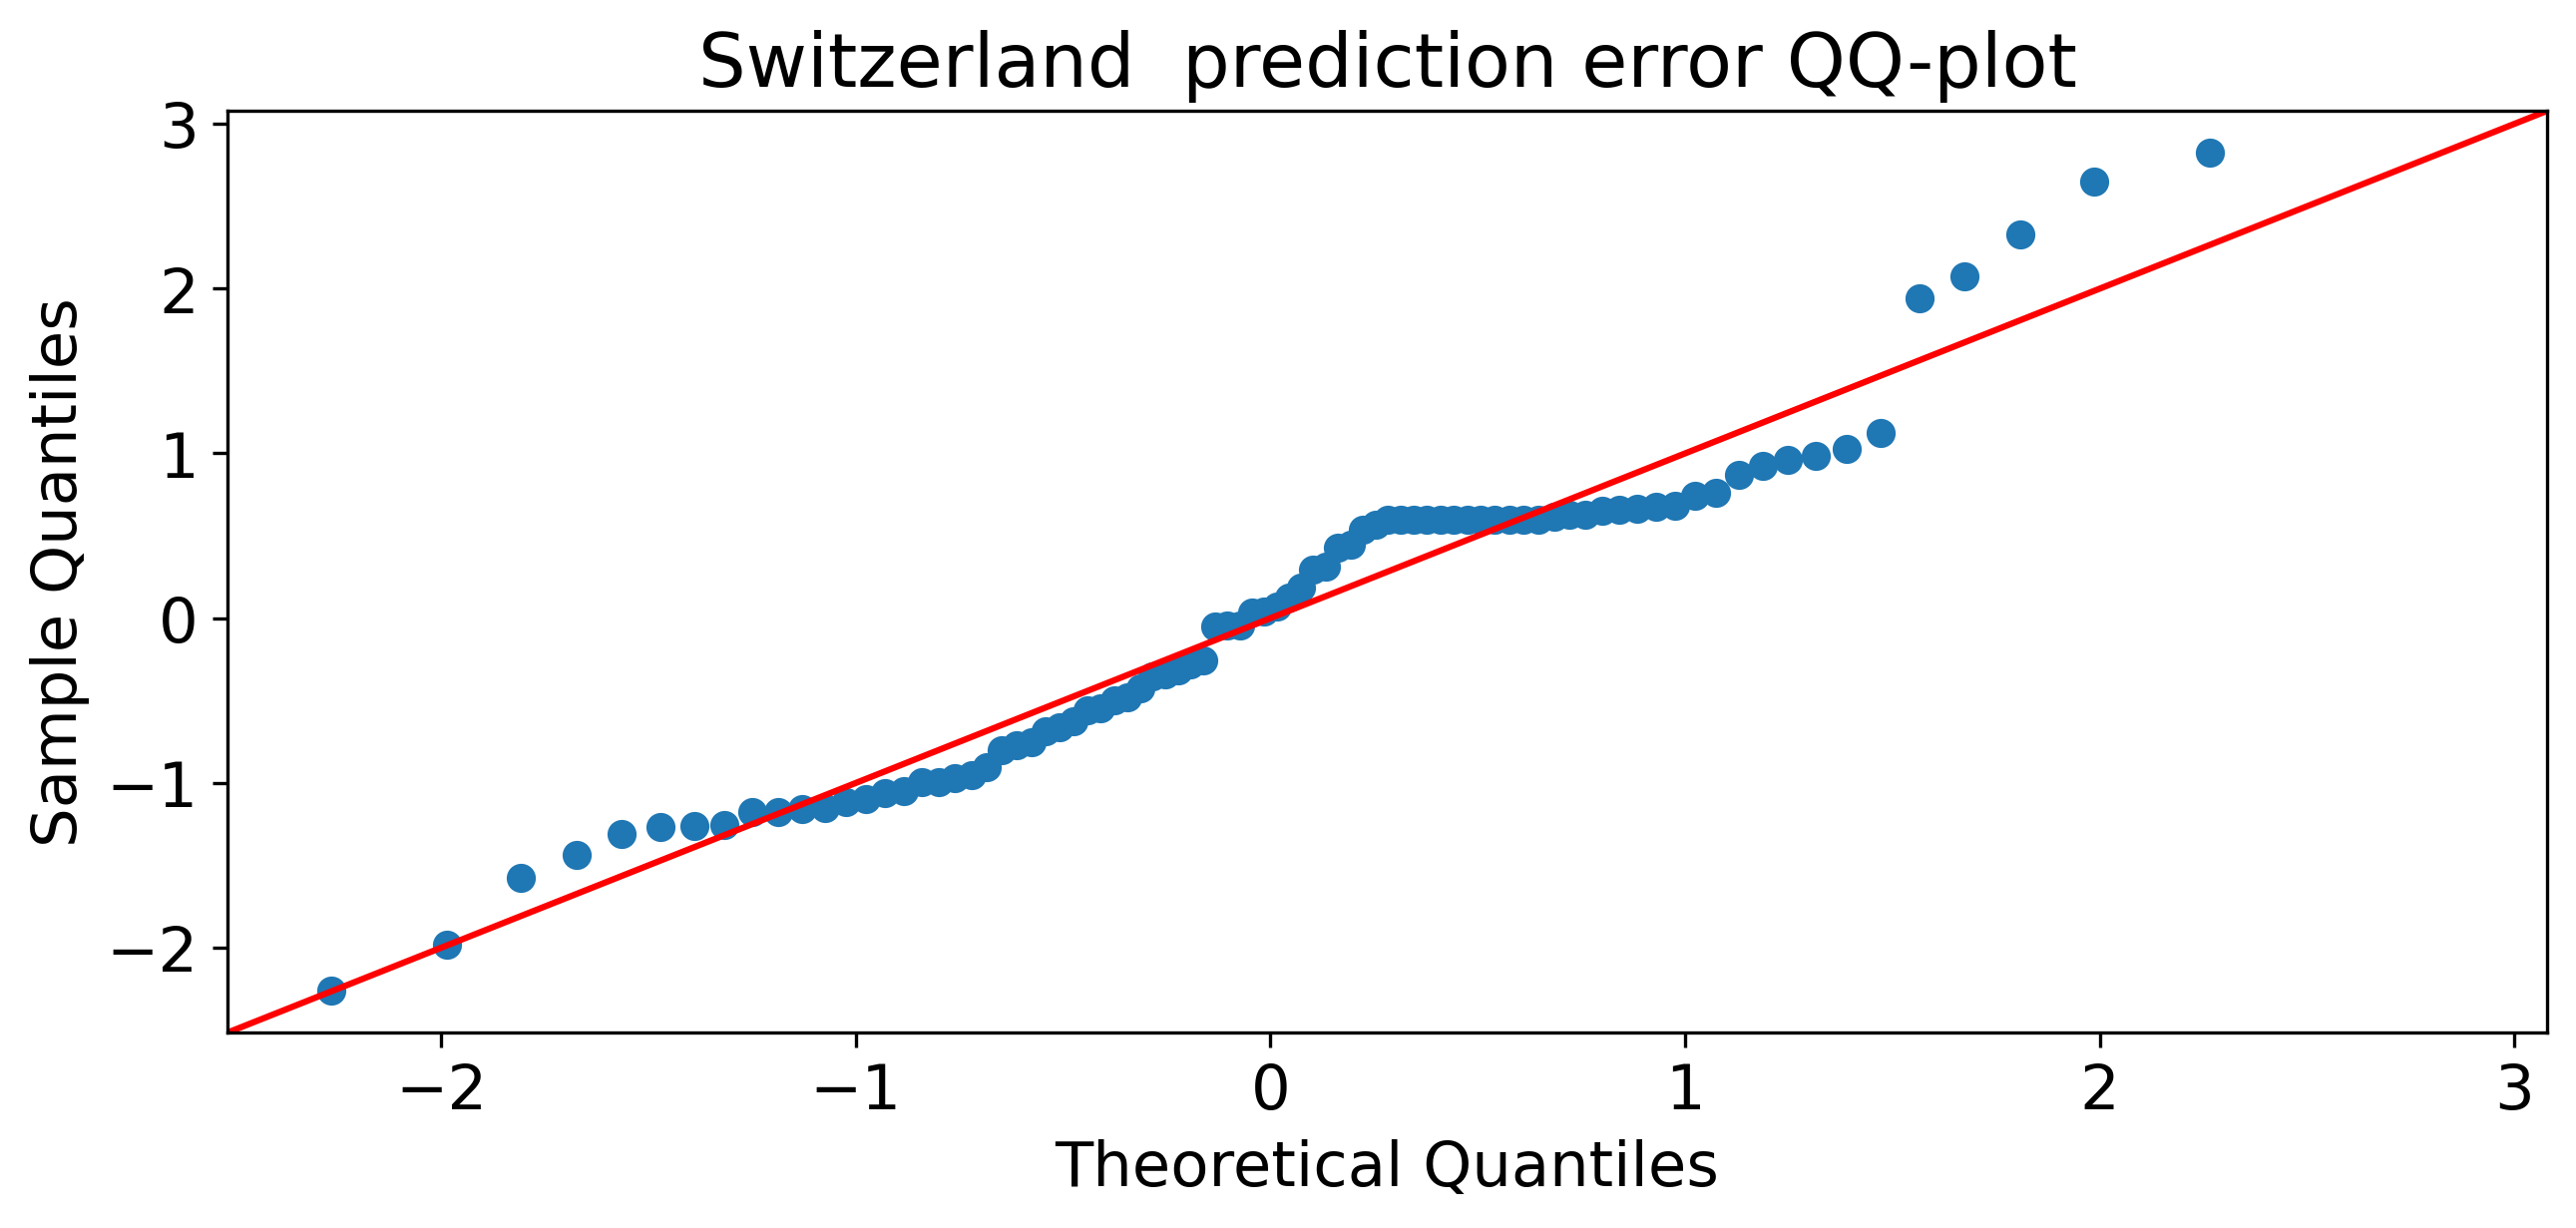 Switzerland  prediction error QQ-plot
3
2
1
0
−1
−2
Sample Quantiles
−2 −1 0 1 2 3
Theoretical Quantiles